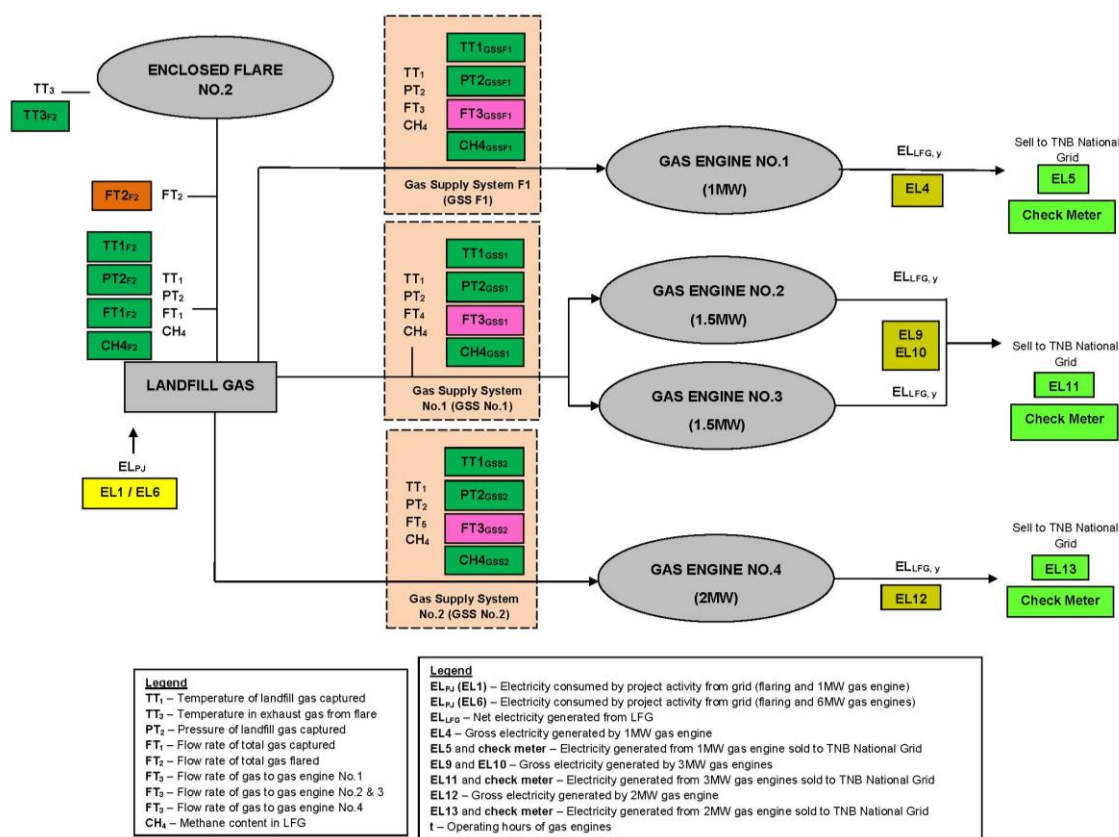 ENCLOSED FLARE
NO.2
TT₃
TT3F2
FT2F2
FT₂
TT1F2
PT2F2
FT1F2
CH4F2
TT₁
PT₂
FT₁
CH₄
LANDFILL GAS
ELPJ
EL1 / EL6
TT₁
PT₂
FT₃
CH₄
TT1GSSF1
PT2GSSF1
FT3GSSF1
CH4GSSF1
Gas Supply System F1
(GSS F1)
GAS ENGINE NO.1
(1MW)
ELLFG, y
EL4
Sell to TNB National
Grid
EL5
Check Meter
TT₁
PT₂
FT₄
CH₄
TT1GSS1
PT2GSS1
FT3GSS1
CH4GSS1
Gas Supply System
No.1 (GSS No.1)
GAS ENGINE NO.2
(1.5MW)
GAS ENGINE NO.3
(1.5MW)
ELLFG, y
EL9
EL10
ELLFG, y
Sell to TNB National
Grid
EL11
Check Meter
TT₁
PT₂
FT₅
CH₄
TT1GSS2
PT2GSS2
FT3GSS2
CH4GSS2
Gas Supply System
No.2 (GSS No.2)
GAS ENGINE NO.4
(2MW)
ELLFG, y
EL12
Sell to TNB National
Grid
EL13
Check Meter
Legend
TT₁ – Temperature of landfill gas captured
TT₃ – Temperature in exhaust gas from flare
PT₂ – Pressure of landfill gas captured
FT₁ – Flow rate of total gas captured
FT₂ – Flow rate of total gas flared
FT₃ – Flow rate of gas to gas engine No.1
FT₃ – Flow rate of gas to gas engine No.2 & 3
FT₃ – Flow rate of gas to gas engine No.4
CH₄ – Methane content in LFG
Legend
ELPJ (EL1) – Electricity consumed by project activity from grid (flaring and 1MW gas engine)
ELPJ (EL6) – Electricity consumed by project activity from grid (flaring and 6MW gas engines)
ELLFG – Net electricity generated from LFG
EL4 – Gross electricity generated by 1MW gas engine
EL5 and check meter – Electricity generated from 1MW gas engine sold to TNB National Grid
EL9 and EL10 – Gross electricity generated by 3MW gas engines
EL11 and check meter – Electricity generated from 3MW gas engines sold to TNB National Grid
EL12 – Gross electricity generated by 2MW gas engine
EL13 and check meter – Electricity generated from 2MW gas engine sold to TNB National Grid
t – Operating hours of gas engines